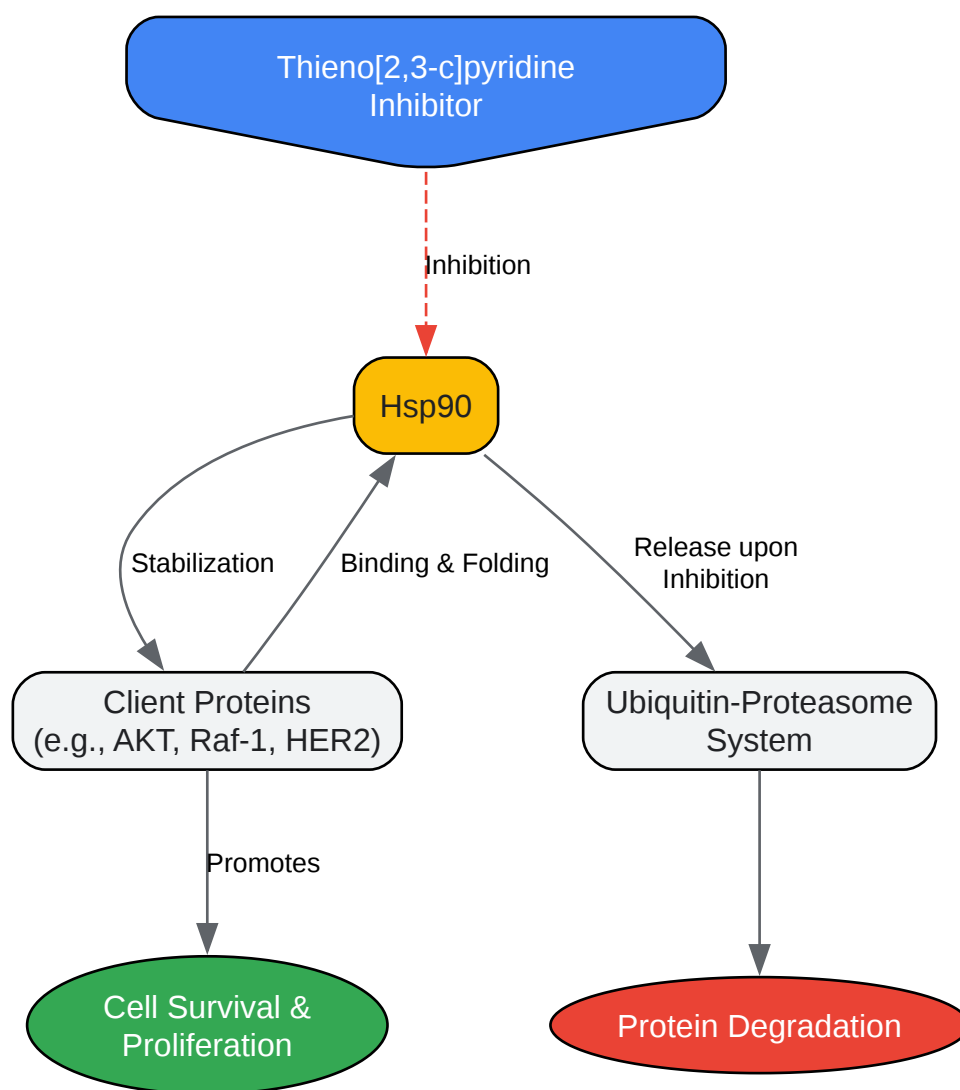 Thieno[2,3-c]pyridine
Inhibitor
Inhibition
Hsp90
Stabilization
Binding & Folding
Release upon
Inhibition
Client Proteins
(e.g., AKT, Raf-1, HER2)
Ubiquitin-Proteasome
System
Promotes
Cell Survival &
Proliferation
Protein Degradation